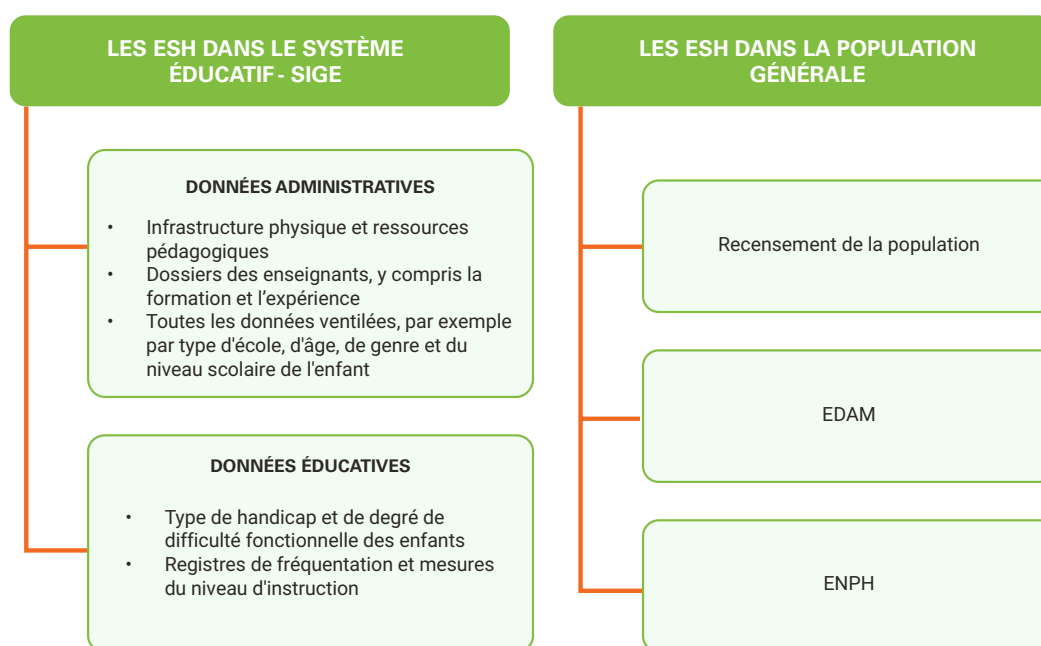 LES ESH DANS LE SYSTÈME
ÉDUCATIF - SIGE
DONNÉES ADMINISTRATIVES
• Infrastructure physique et ressources
pédagogiques
• Dossiers des enseignants, y compris la
formation et l'expérience
• Toutes les données ventilées, par exemple
par type d'école, d'âge, de genre et du
niveau scolaire de l'enfant
DONNÉES ÉDUCATIVES
• Type de handicap et de degré de
difficulté fonctionnelle des enfants
• Registres de fréquentation et mesures
du niveau d'instruction
LES ESH DANS LA POPULATION
GÉNÉRALE
Recensement de la population
EDAM
ENPH